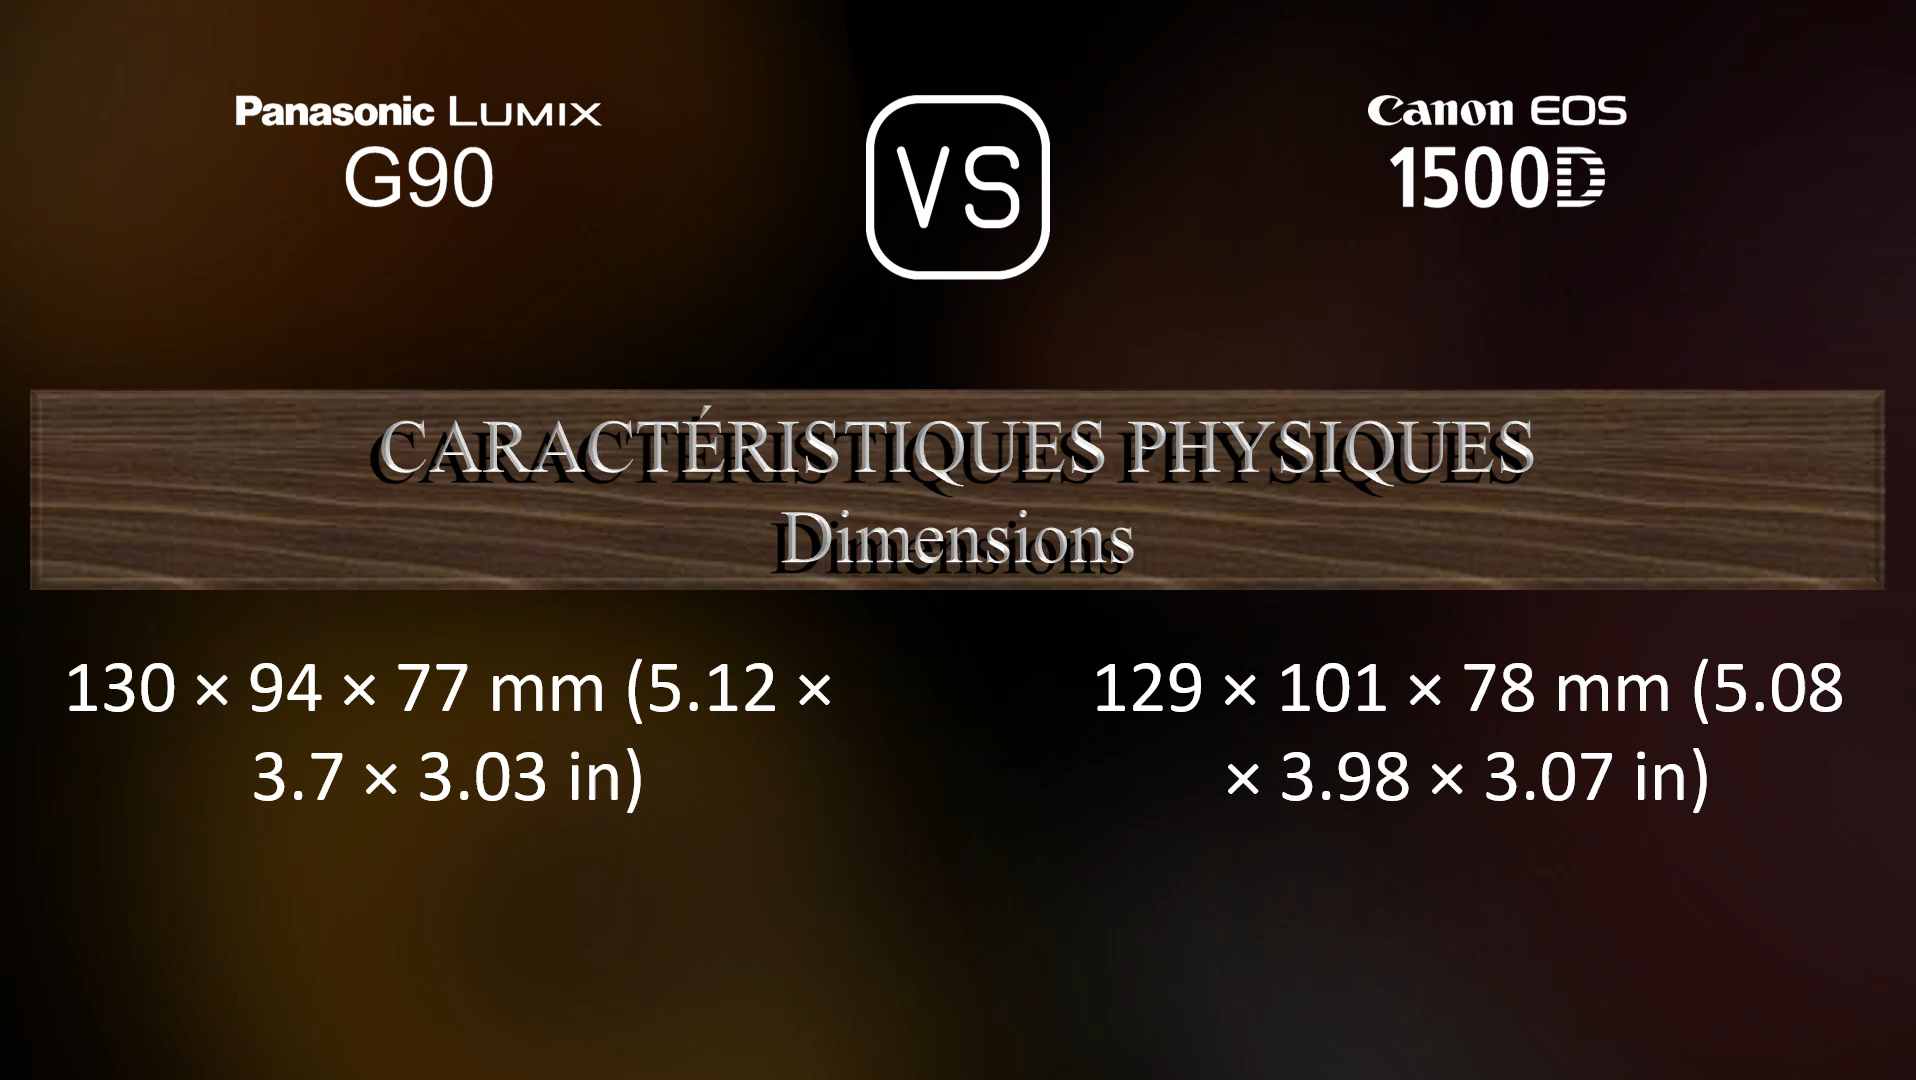 Panasonic LUMIX
G90
VS
Canon EOS
1500D
CARACTÉRISTIQUES PHYSIQUES
Dimensions
130 × 94 × 77 mm (5.12 ×
3.7 × 3.03 in)
129 × 101 × 78 mm (5.08
× 3.98 × 3.07 in)